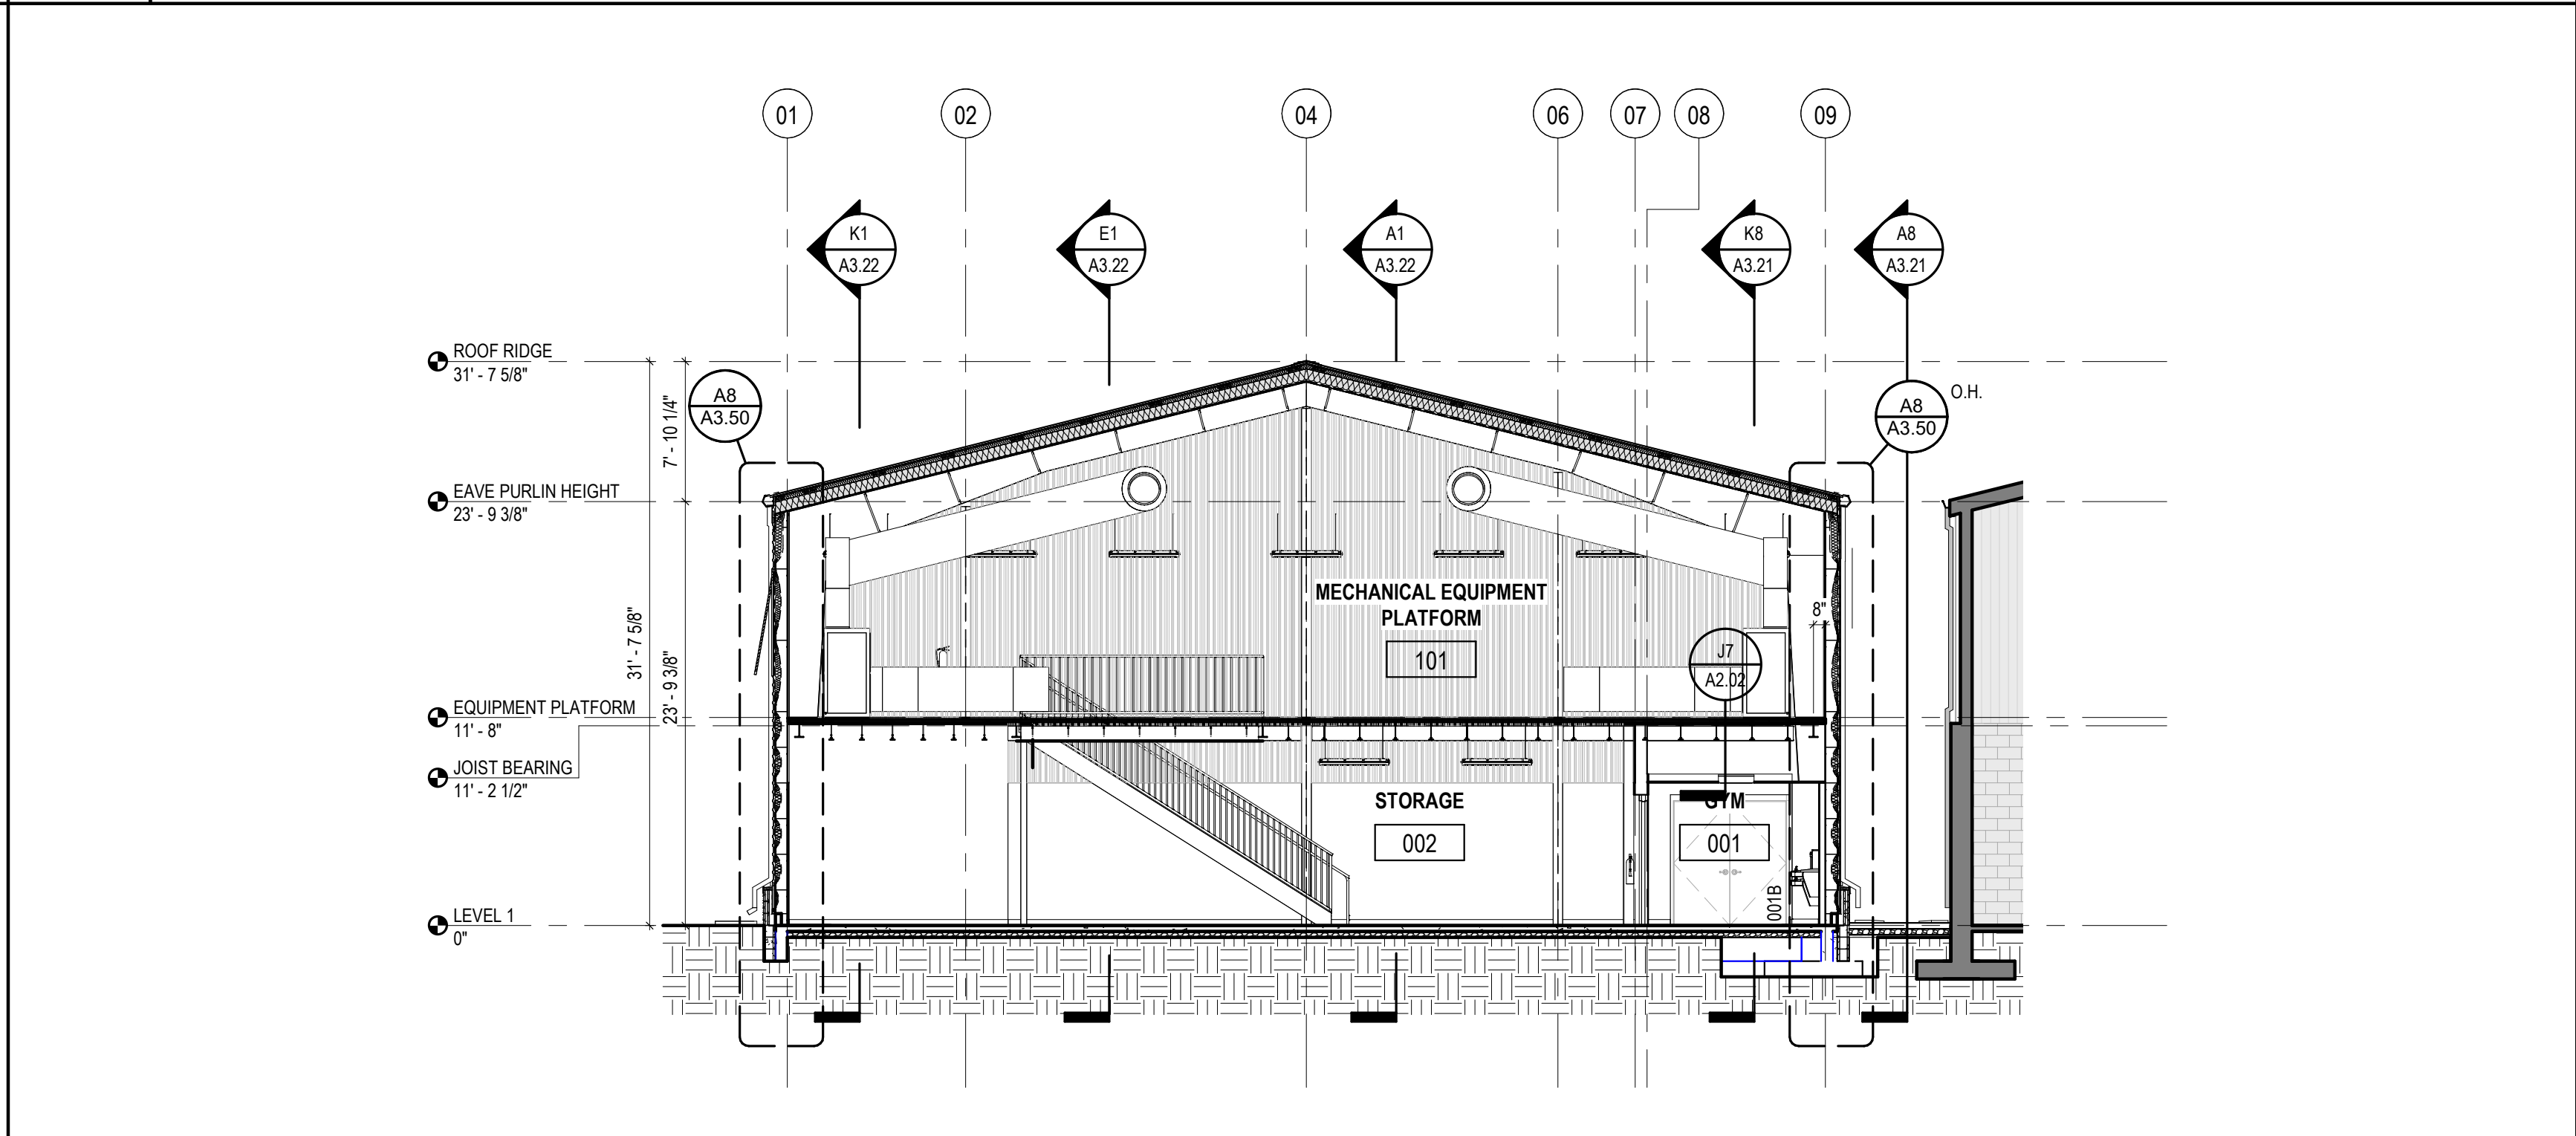 01
02
04
06
07
08
09
K1
A3.22
E1
A3.22
A1
A3.22
K8
A3.21
A8
A3.21
ROOF RIDGE
31' - 7 5/8"
A8
A3.50
7' - 10 1/4"
A8
A3.50
O.H.
EAVE PURLIN HEIGHT
23' - 9 3/8"
MECHANICAL EQUIPMENT
PLATFORM
101
8"
31' - 7 5/8"
23' - 9 3/8"
J7
A2.02
EQUIPMENT PLATFORM
11' - 8"
JOIST BEARING
11' - 2 1/2"
STORAGE
002
GYM
001
001B
LEVEL 1
0"